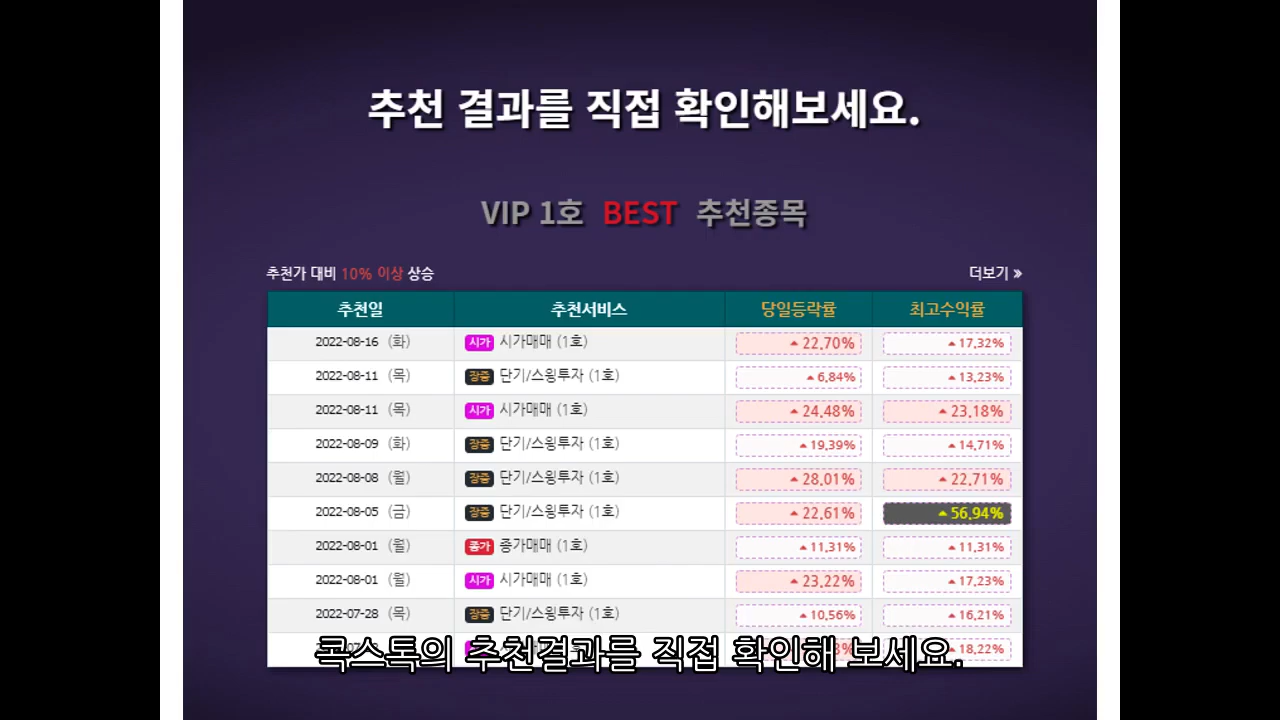 추천 결과를 직접 확인해보세요.
VIP 1호 BEST 추천종목
추천가 대비 10% 이상 상승 더보기 »
추천일 추천서비스 당일등락률 최고수익률
2022-08-16 (화) 시가 시가매매 (1호) 22.70% 17.32%
2022-08-11 (목) 장중 단기/스윙투자 (1호) 6.84% 13.23%
2022-08-11 (목) 시가 시가매매 (1호) 24.48% 23.18%
2022-08-09 (화) 장중 단기/스윙투자 (1호) 19.39% 14.71%
2022-08-08 (월) 장중 단기/스윙투자 (1호) 28.01% 22.71%
2022-08-05 (금) 장중 단기/스윙투자 (1호) 22.61% 56.94%
2022-08-01 (월) 종가 종가매매 (1호) 11.31% 11.31%
2022-08-01 (월) 시가 시가매매 (1호) 23.22% 17.23%
2022-07-28 (목) 장중 단기/스윙투자 (1호) 10.56% 16.21%
18.22%
콕스톡의 추천결과를 직접 확인해 보세요.